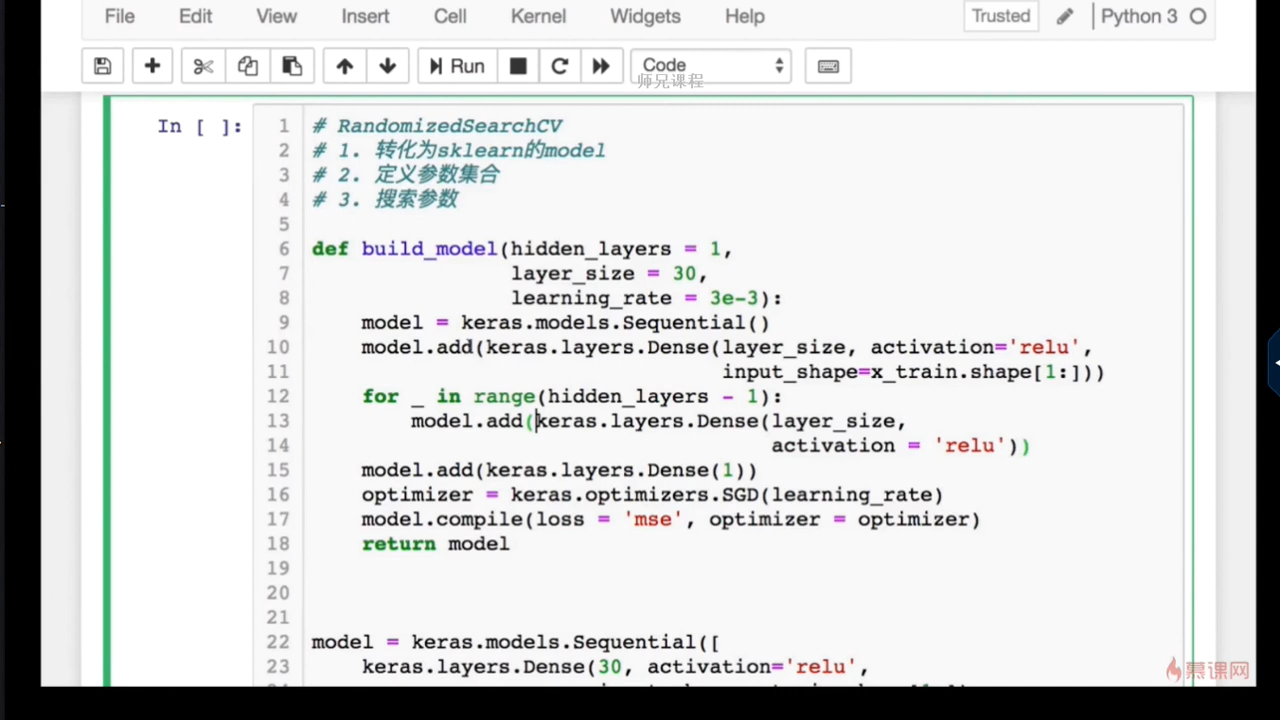 File Edit View Insert Cell Kernel Widgets Help Trusted Python 3
Run Code
师兄课程
In [ ]:
1 # RandomizedSearchCV
2 # 1. 转化为sklearn的model
3 # 2. 定义参数集合
4 # 3. 搜索参数
5
6 def build_model(hidden_layers = 1,
7 layer_size = 30,
8 learning_rate = 3e-3):
9 model = keras.models.Sequential()
10 model.add(keras.layers.Dense(layer_size, activation='relu',
11 input_shape=x_train.shape[1:]))
12 for _ in range(hidden_layers - 1):
13 model.add(keras.layers.Dense(layer_size,
14 activation = 'relu'))
15 model.add(keras.layers.Dense(1))
16 optimizer = keras.optimizers.SGD(learning_rate)
17 model.compile(loss = 'mse', optimizer = optimizer)
18 return model
19
20
21
22 model = keras.models.Sequential([
23 keras.layers.Dense(30, activation='relu',
慕课网